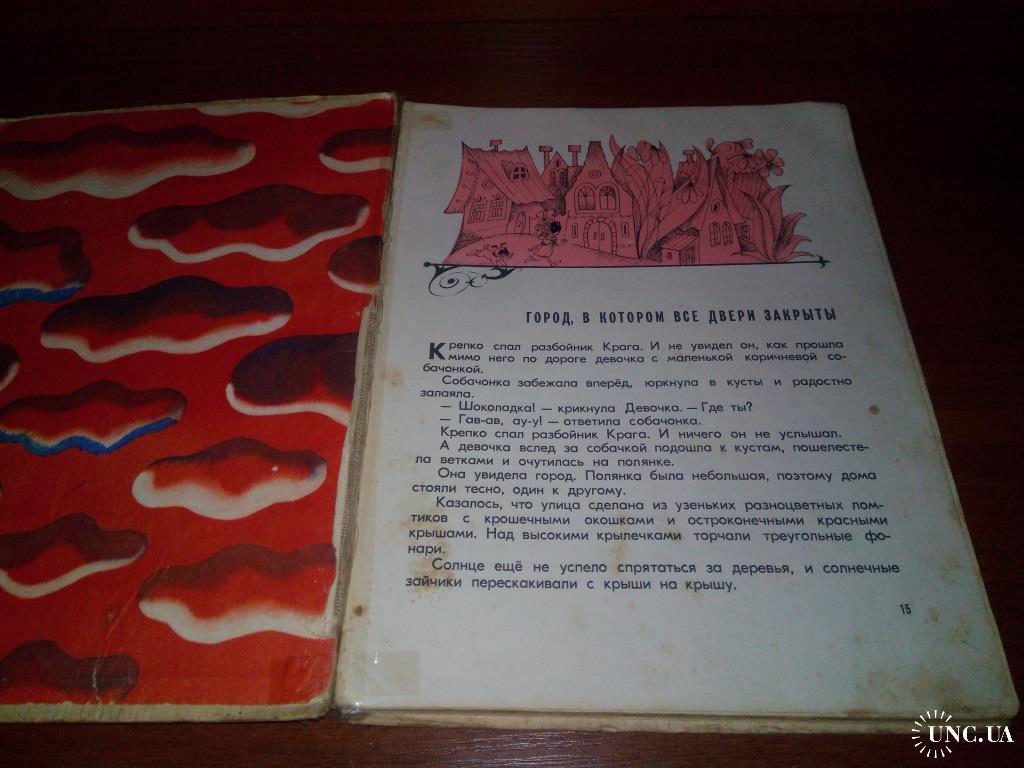 ГОРОД, В КОТОРОМ ВСЕ ДВЕРИ ЗАКРЫТЫ
Крепко спал разбойник Крага. И не увидел он, как прошла
мимо него по дороге девочка с маленькой коричневой со-
бачонкой.
Собачонка забежала вперёд, юркнула в кусты и радостно
залаяла.
— Шоколадка! — крикнула Девочка. — Где ты?
— Гав-ав, ау-у! — ответила собачонка.
Крепко спал разбойник Крага. И ничего он не услышал.
А девочка вслед за собачкой подошла к кустам, пошелесте-
ла ветками и очутилась на полянке.
Она увидела город. Полянка была небольшая, поэтому дома
стояли тесно, один к другому.
Казалось, что улица сделана из узеньких разноцветных лом-
тиков с крошечными окошками и остроконечными красными
крышами. Над высокими крылечками торчали треугольные фо-
нари.
Солнце ещё не успело спрятаться за деревья, и солнечные
зайчики перескакивали с крыши на крышу.
15
UNC.UA